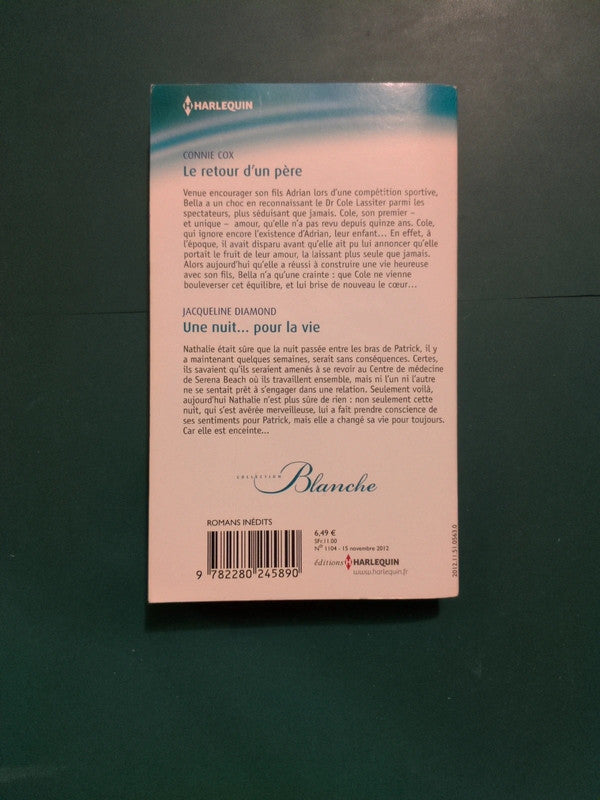 HARLEQUIN
CONNIE COX
Le retour d'un père
Venue encourager son fils Adrian lors d'une compétition sportive,
Bella a un choc en reconnaissant le Dr Cole Lassiter parmi les
spectateurs, plus séduisant que jamais. Cole, son premier –
et unique – amour, qu'elle n'a pas revu depuis quinze ans. Cole,
qui ignore encore l'existence d'Adrian, leur enfant... En effet, à
l'époque, il avait disparu avant qu'elle ait pu lui annoncer qu'elle
portait le fruit de leur amour, la laissant plus seule que jamais.
Alors aujourd'hui qu'elle a réussi à construire une vie heureuse
avec son fils, Bella n'a qu'une crainte : que Cole ne vienne
bouleverser cet équilibre, et lui brise de nouveau le cœur...
JACQUELINE DIAMOND
Une nuit... pour la vie
Nathalie était sûre que la nuit passée entre les bras de Patrick, il y
a maintenant quelques semaines, serait sans conséquences. Certes,
ils savaient qu'ils seraient amenés à se revoir au Centre de médecine
de Serena Beach où ils travaillent ensemble, mais ni l'un ni l'autre
ne se sentait prêt à s'engager dans une relation. Seulement voilà,
aujourd'hui Nathalie n'est plus sûre de rien : non seulement cette
nuit, qui s'est avérée merveilleuse, lui a fait prendre conscience de
ses sentiments pour Patrick, mais elle a changé sa vie pour toujours.
Car elle est enceinte...
COLLECTION Blanche
ROMANS INÉDITS
6,49 €
SFr.11.00
N° 1104 - 15 novembre 2012
éditions HARLEQUIN
www.harlequin.fr
9 782280 245890
2012.11.51.0563.0